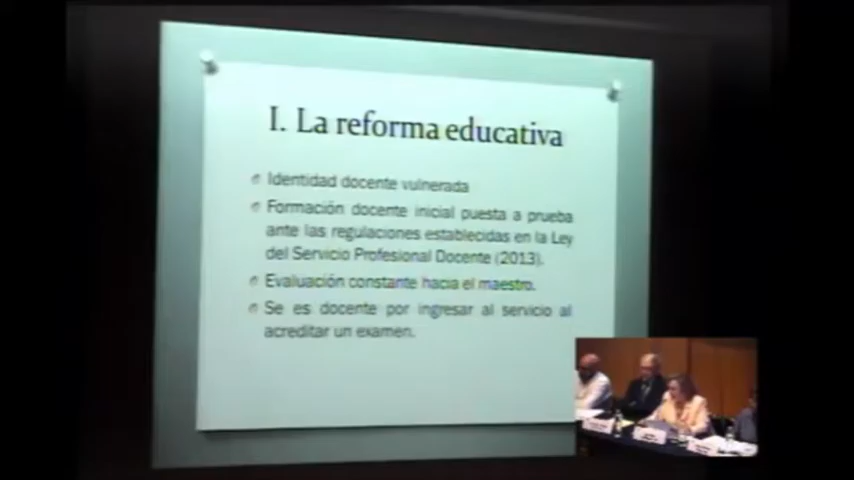 I. La reforma educativa
Identidad docente vulnerada
Formación docente inicial puesta a prueba
ante las regulaciones establecidas en la Ley
del Servicio Profesional Docente (2013).
Evaluación constante hacia el maestro.
Se es docente por ingresar al servicio al
acreditar un examen.